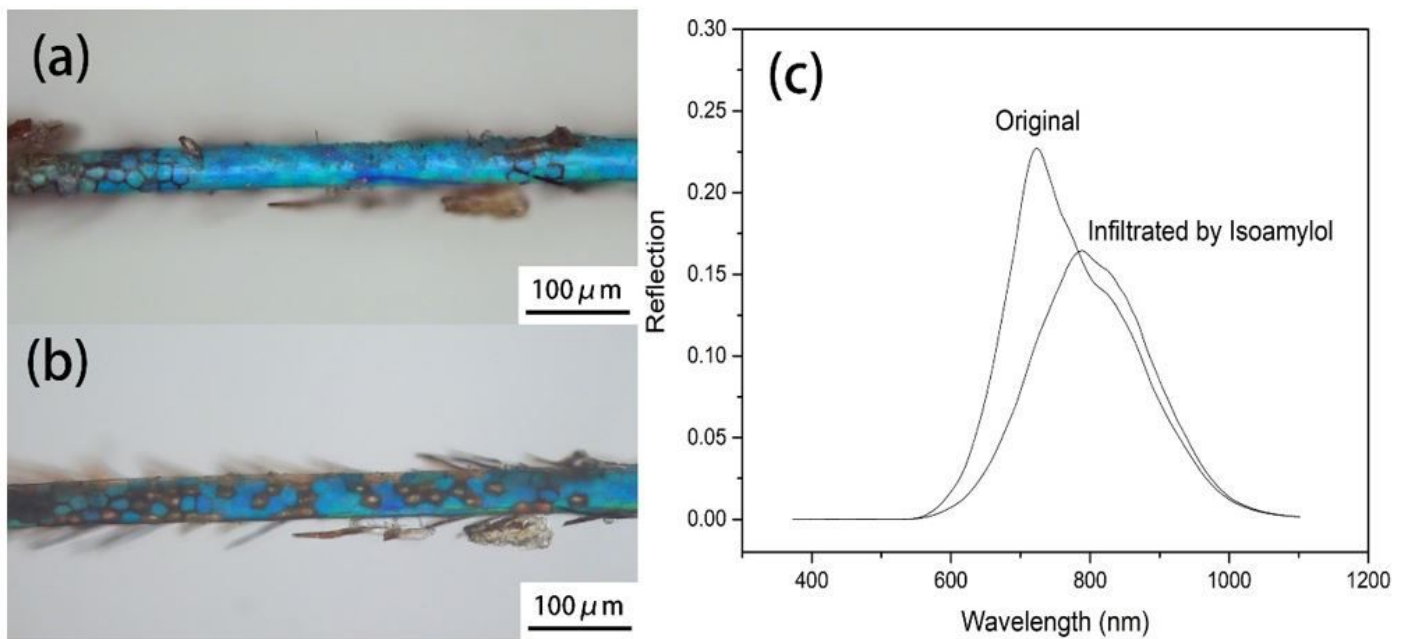 (a)
100 μm
(b)
100 μm
(c)
Original
Infiltrated by Isoamylol
Reflection
0.30
0.25
0.20
0.15
0.10
0.05
0.00
400 600 800 1000 1200
Wavelength (nm)